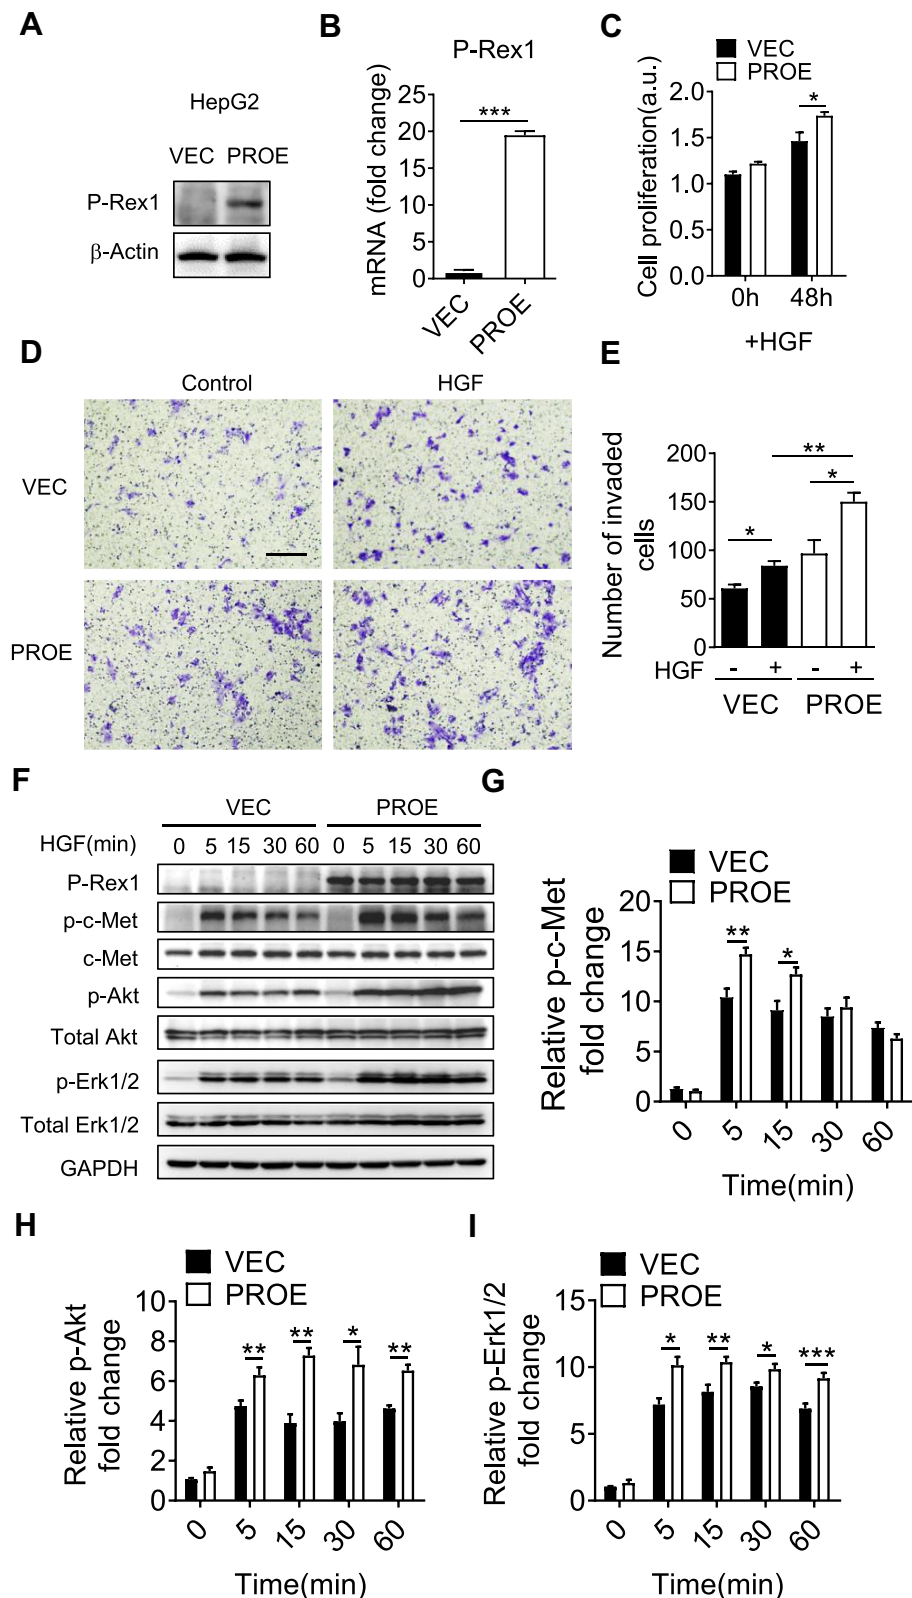 A
HepG2
VEC PROE
P-Rex1
β-Actin
B
P-Rex1
mRNA (fold change)
25
20
15
10
5
0
***
VEC
PROE
C
VEC
PROE
Cell proliferation(a.u.)
2.0
1.5
1.0
0.5
0.0
*
0h 48h
+HGF
D
Control HGF
VEC
PROE
E
Number of invaded
cells
200
150
100
50
0
*
**
*
HGF - + - +
VEC PROE
F
VEC PROE
HGF(min) 0 5 15 30 60 0 5 15 30 60
P-Rex1
p-c-Met
c-Met
p-Akt
Total Akt
p-Erk1/2
Total Erk1/2
GAPDH
G
VEC
PROE
Relative p-c-Met
fold change
20
15
10
5
0
** *
0 5 15 30 60
Time(min)
H
VEC
PROE
Relative p-Akt
fold change
10
8
6
4
2
0
** ** * **
0 5 15 30 60
Time(min)
I
VEC
PROE
Relative p-Erk1/2
fold change
15
10
5
0
* ** * ***
0 5 15 30 60
Time(min)